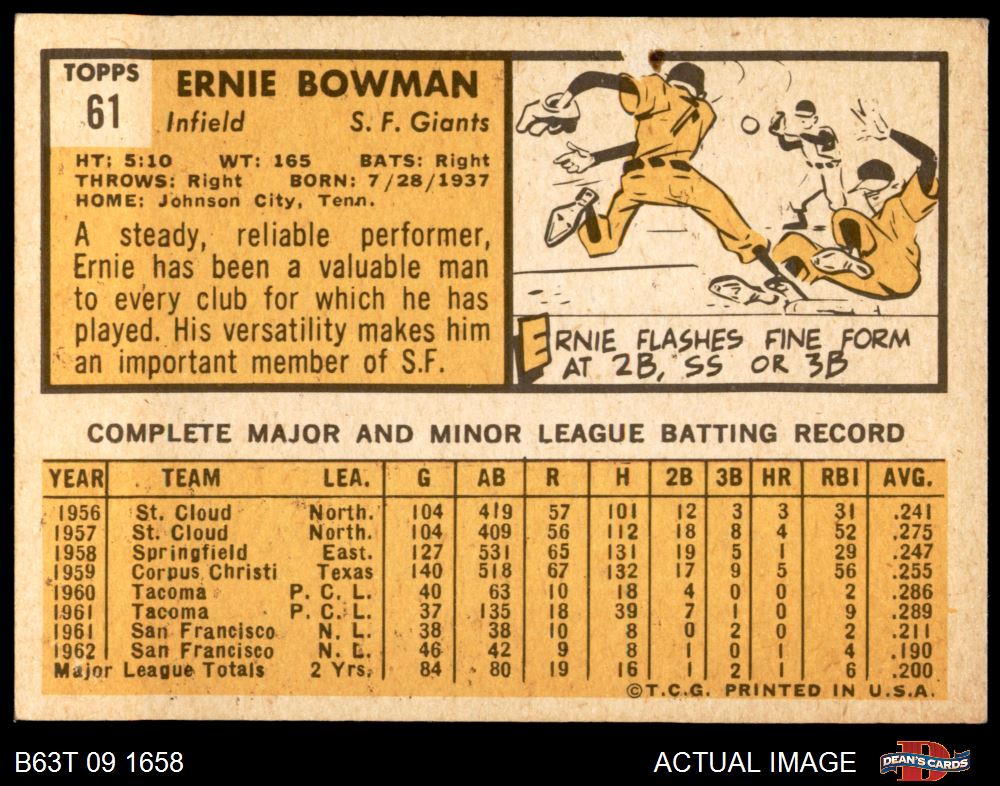 TOPPS
61
ERNIE BOWMAN
Infield S. F. Giants
HT: 5:10 WT: 165 BATS: Right
THROWS: Right BORN: 7/28/1937
HOME: Johnson City, Tenn.
A steady, reliable performer,
Ernie has been a valuable man
to every club for which he has
played. His versatility makes him
an important member of S.F.
ERNIE FLASHES FINE FORM
AT 2B, SS OR 3B
COMPLETE MAJOR AND MINOR LEAGUE BATTING RECORD
YEAR TEAM LEA. G AB R H 2B 3B HR RBI AVG.
1956 St. Cloud North. 104 419 57 101 12 3 3 31 .241
1957 St. Cloud North. 104 409 56 112 18 8 4 52 .275
1958 Springfield East. 127 531 65 131 19 5 1 29 .247
1959 Corpus Christi Texas 140 518 67 132 17 9 5 56 .255
1960 Tacoma P. C. L. 40 63 10 18 4 0 0 2 .286
1961 Tacoma P. C. L. 37 135 18 39 7 1 0 9 .289
1961 San Francisco N. L. 38 38 10 8 0 2 0 2 .211
1962 San Francisco N. L. 46 42 9 8 1 0 1 4 .190
Major League Totals 2 Yrs. 84 80 19 16 1 2 1 6 .200
©T.C.G. PRINTED IN U.S.A.
B63T 09 1658 ACTUAL IMAGE D DEAN'S CARDS